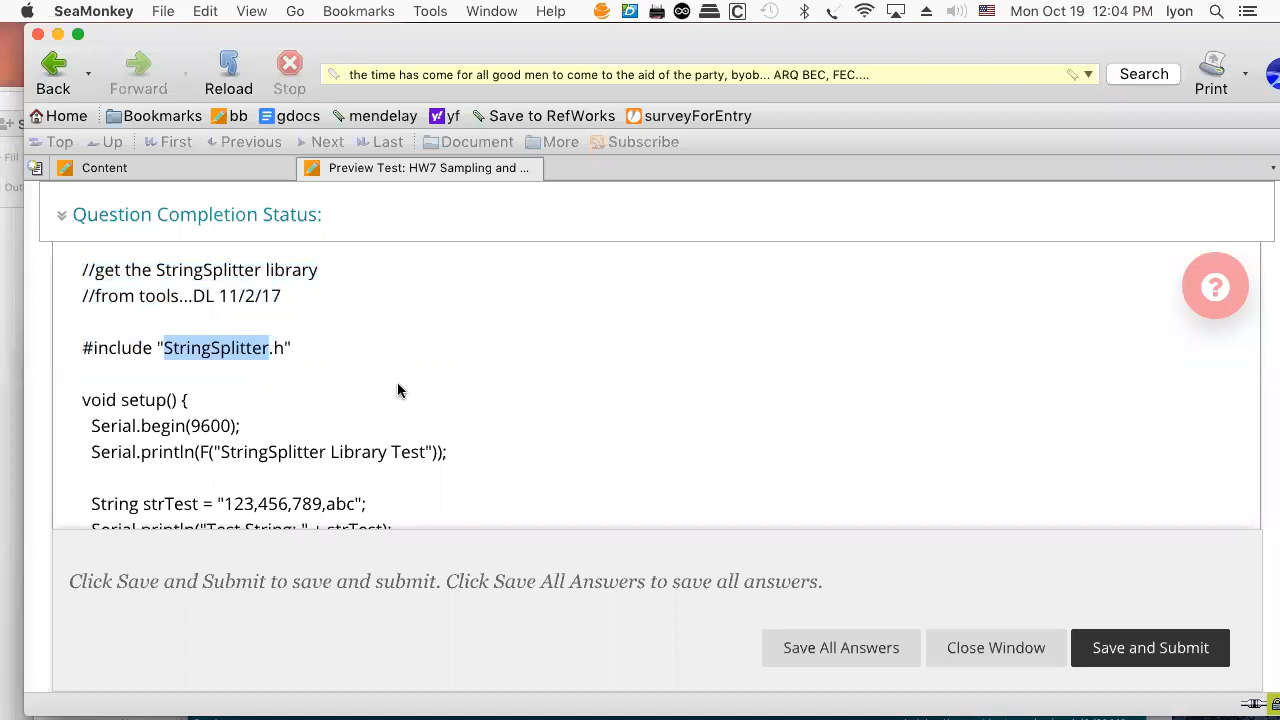 SeaMonkey File Edit View Go Bookmarks Tools Window Help Mon Oct 19 12:04 PM lyon
the time has come for all good men to come to the aid of the party, byob... ARQ BEC, FEC....
Search
Back Forward Reload Stop Print
Home Bookmarks bb gdocs mendelay yf Save to RefWorks surveyForEntry
Top Up First Previous Next Last Document More Subscribe
Content Preview Test: HW7 Sampling and ...
Question Completion Status:
//get the StringSplitter library
//from tools...DL 11/2/17
#include "StringSplitter.h"
void setup() {
Serial.begin(9600);
Serial.println(F("StringSplitter Library Test"));
String strTest = "123,456,789,abc";
Serial.println("Test String: " + strTest);
Click Save and Submit to save and submit. Click Save All Answers to save all answers.
Save All Answers Close Window Save and Submit